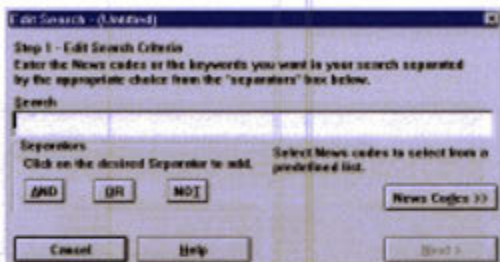 Edit Search - (Untitled)
Step 1 - Edit Search Criteria
Enter the News codes or the keywords you want in your search separated
by the appropriate choice from the "separators" box below.
Search
Separators
Click on the desired Separator to add.
AND OR NOT
Select News codes to select from a
predefined list.
News Codes >>
Cancel Help Next >